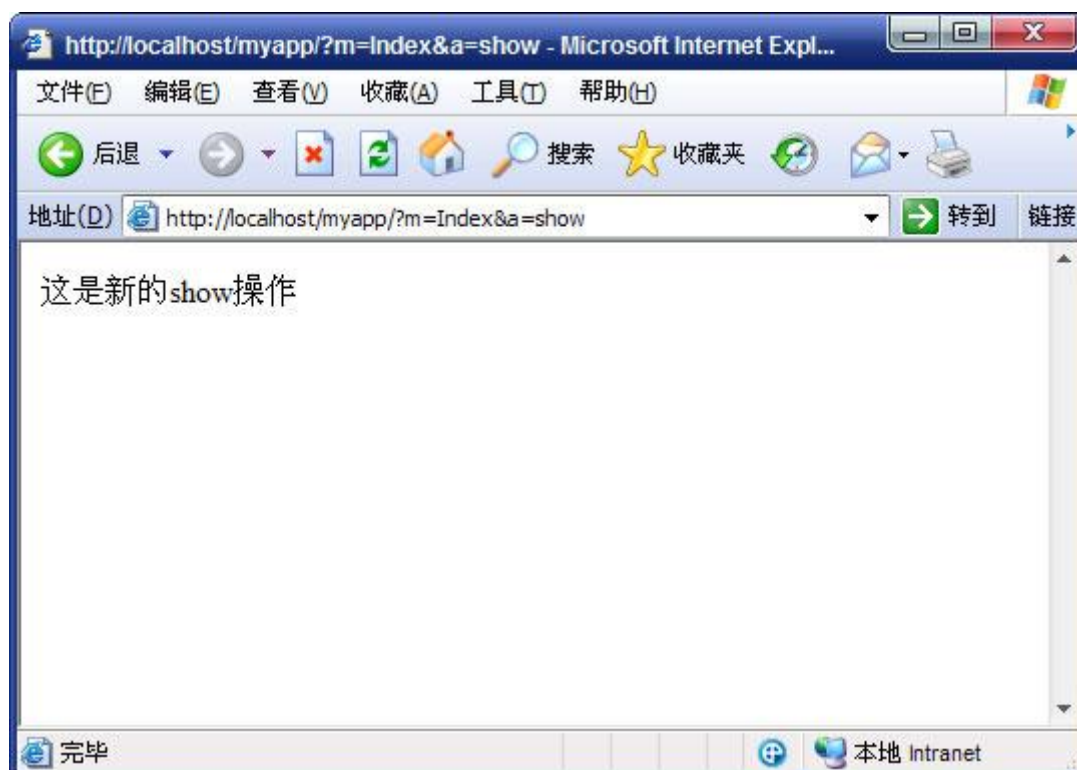 http://localhost/myapp/?m=Index&a=show - Microsoft Internet Expl...
文件(F) 编辑(E) 查看(V) 收藏(A) 工具(T) 帮助(H)
后退 搜索 收藏夹
地址(D) http://localhost/myapp/?m=Index&a=show 转到 链接
这是新的show操作
完毕 本地 Intranet